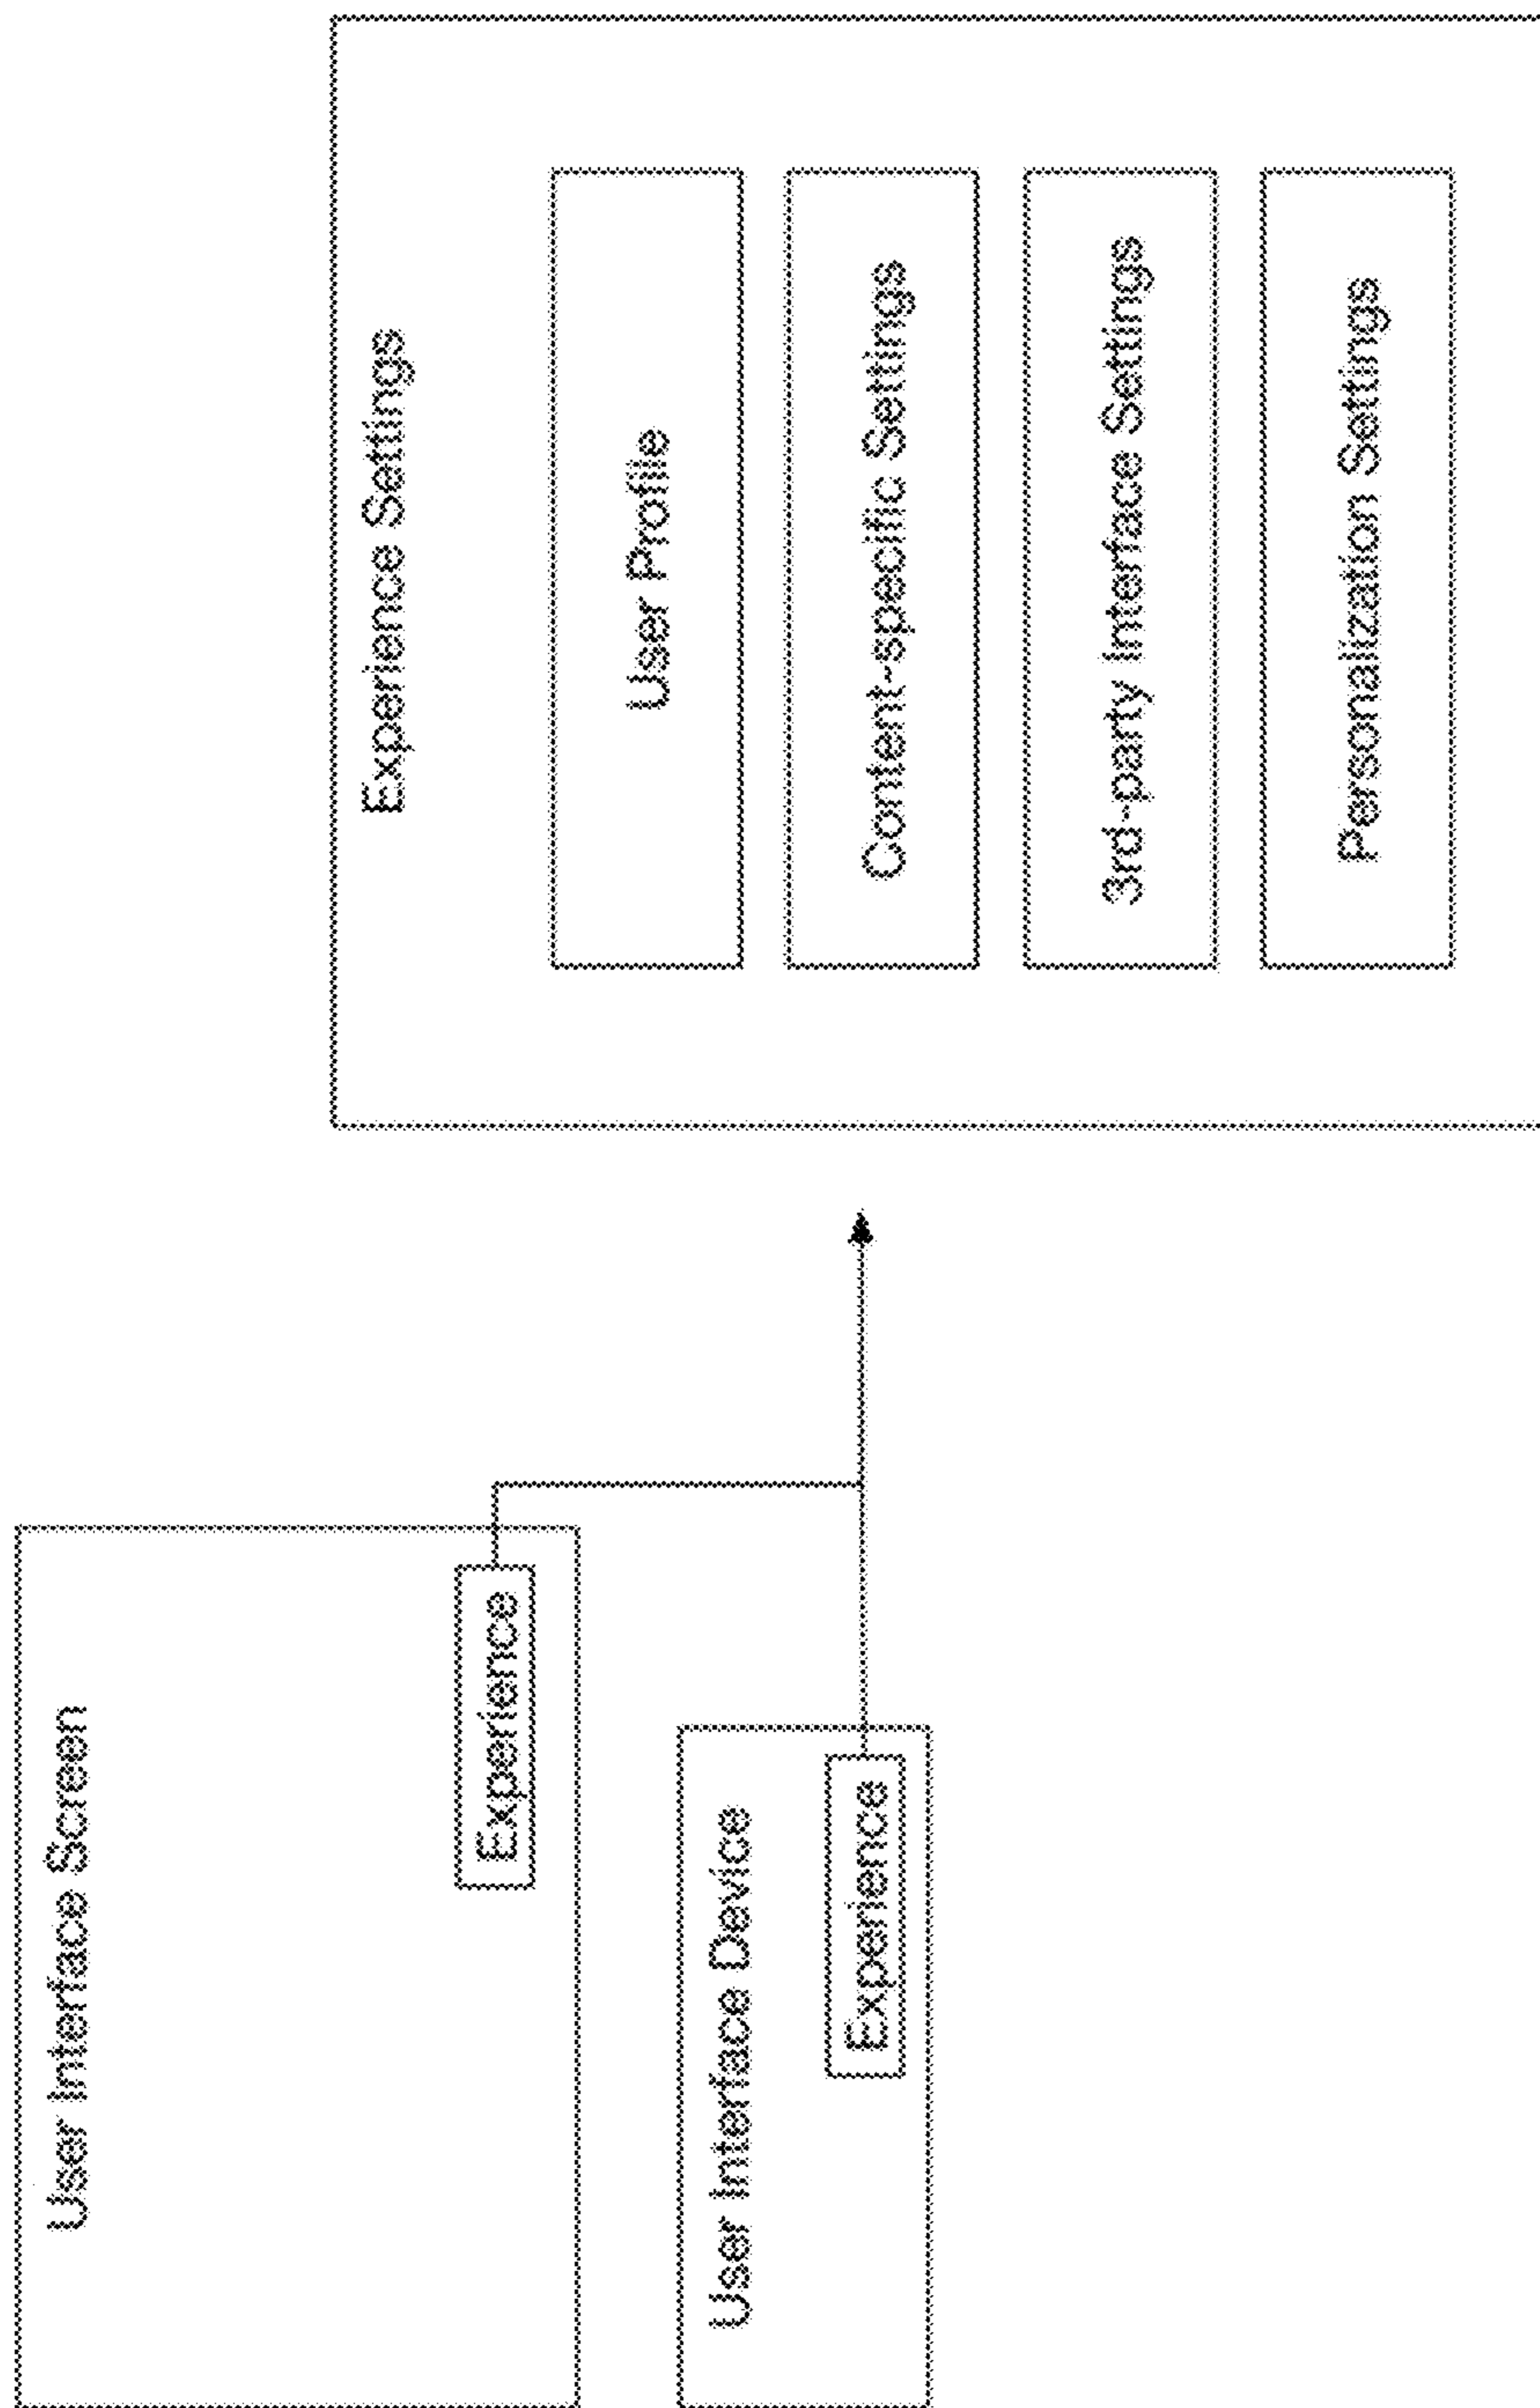 User Interface Screen
Experience
User Interface Device
Experience
Experience Settings
User Profile
Content-specific Settings
3rd-party Interface Settings
Personalization Settings